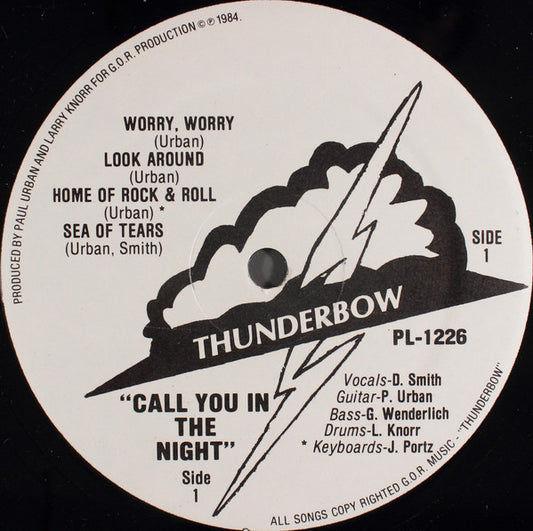 PRODUCED BY PAUL URBAN AND LARRY KNORR FOR G.O.R. PRODUCTION © ℗ 1984.
WORRY, WORRY
(Urban)
LOOK AROUND
(Urban)
HOME OF ROCK & ROLL
(Urban) *
SEA OF TEARS
(Urban, Smith)
SIDE
1
THUNDERBOW
PL-1226
"CALL YOU IN
THE
NIGHT"
Side
1
Vocals-D. Smith
Guitar-P. Urban
Bass-G. Wenderlich
Drums-L. Knorr
* Keyboards-J. Portz
ALL SONGS COPY RIGHTED G.O.R. MUSIC - "THUNDERBOW"